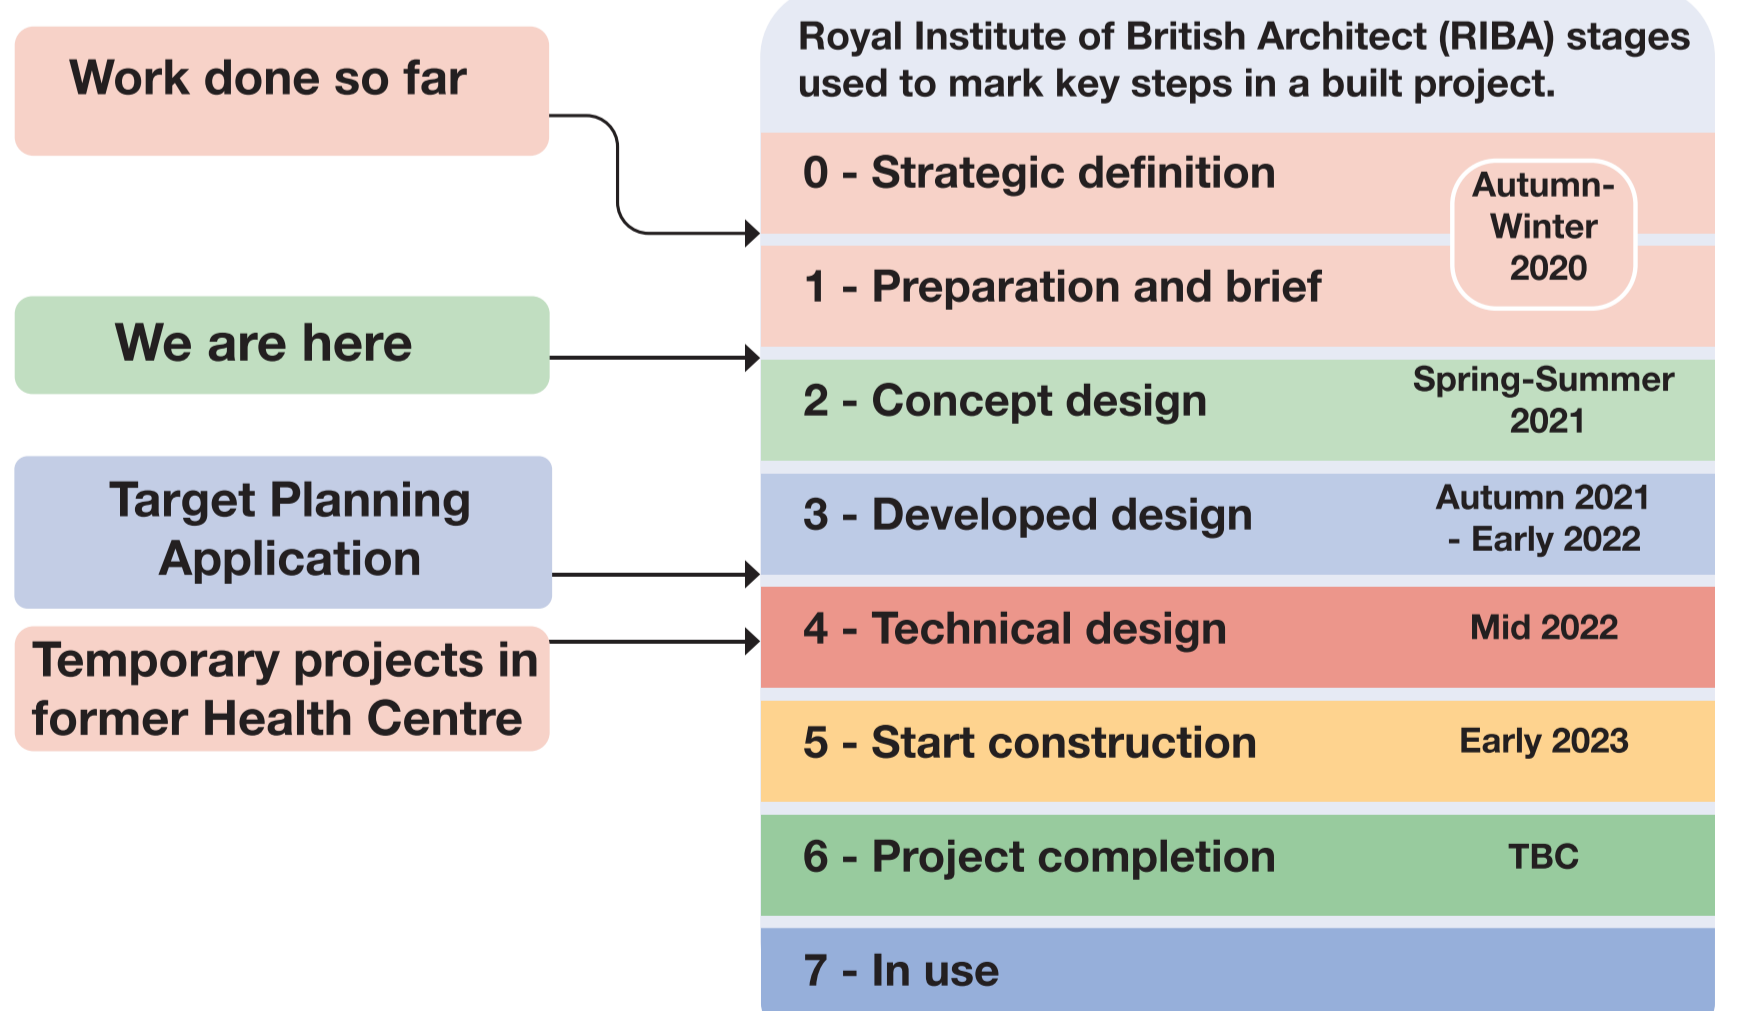 Work done so far
We are here
Target Planning
Application
Temporary projects in
former Health Centre
Royal Institute of British Architect (RIBA) stages
used to mark key steps in a built project.
0 - Strategic definition
Autumn-
Winter
2020
1 - Preparation and brief
2 - Concept design
Spring-Summer
2021
3 - Developed design
Autumn 2021
- Early 2022
4 - Technical design
Mid 2022
5 - Start construction
Early 2023
6 - Project completion
TBC
7 - In use